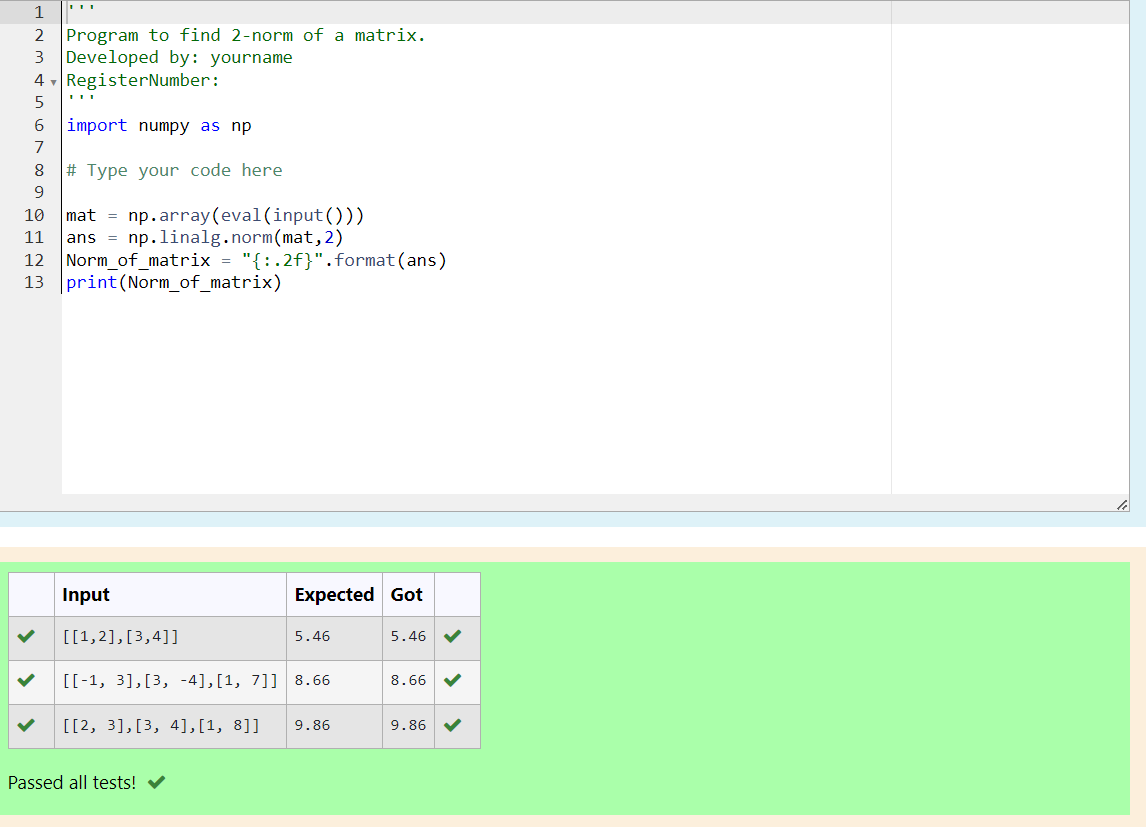 1 '''
2 Program to find 2-norm of a matrix.
3 Developed by: yourname
4 RegisterNumber:
5 '''
6 import numpy as np
7
8 # Type your code here
9
10 mat = np.array(eval(input()))
11 ans = np.linalg.norm(mat,2)
12 Norm_of_matrix = "{:.2f}".format(ans)
13 print(Norm_of_matrix)
Input Expected Got
[[1,2],[3,4]] 5.46 5.46
[[-1, 3],[3, -4],[1, 7]] 8.66 8.66
[[2, 3],[3, 4],[1, 8]] 9.86 9.86
Passed all tests!